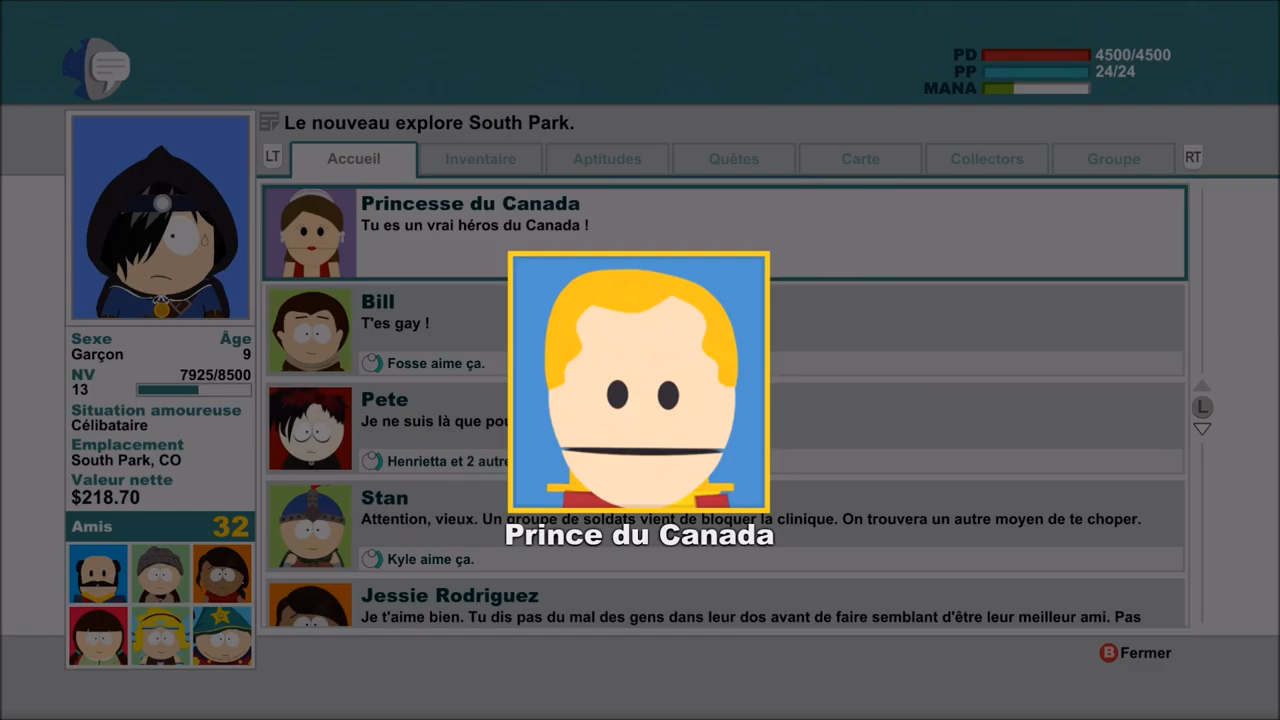 PD 4500/4500
PP 24/24
MANA
Le nouveau explore South Park.
LT Accueil Inventaire Aptitudes Quêtes Carte Collectors Groupe RT
Princesse du Canada
Tu es un vrai héros du Canada !
Bill
T'es gay !
Fosse aime ça.
Pete
Je ne suis là que
Henrietta et 2
Stan
Attention, vieux. Un groupe de soldats vient de bloquer la clinique. On trouvera un autre moyen de te choper.
Kyle aime ça.
Jessie Rodriguez
Je t'aime bien. Tu dis pas du mal des gens dans leur dos avant de faire semblant d'être leur meilleur ami. Pas
Prince du Canada
Sexe Âge
Garçon 9
NV 7925/8500
13
Situation amoureuse
Célibataire
Emplacement
South Park, CO
Valeur nette
$218.70
Amis 32
L
B Fermer